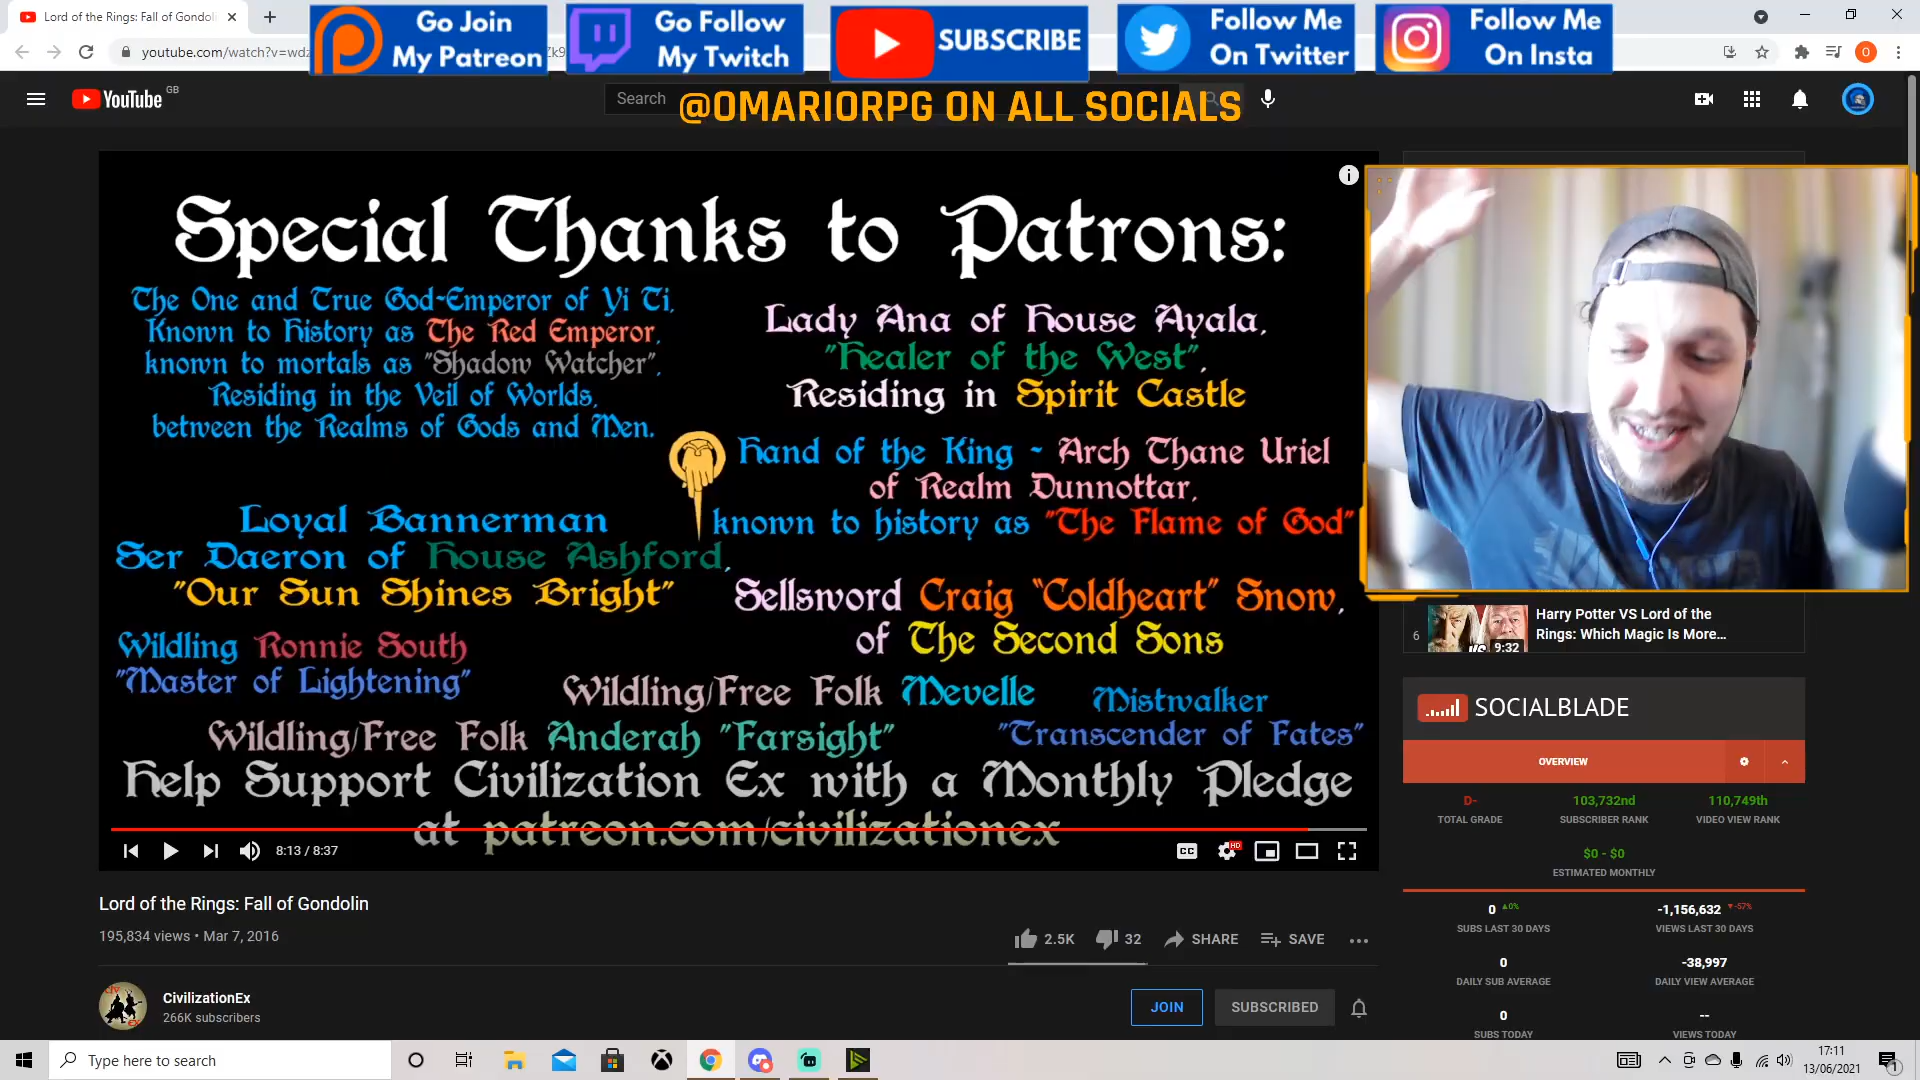 Lord of the Rings: Fall of Gondoli
Go Join
My Patreon
Go Follow
My Twitch
SUBSCRIBE
Follow Me
On Twitter
Follow Me
On Insta
youtube.com/watch?v=wdz
Zk9
O
YouTube GB
Search
@OMARIORPG ON ALL SOCIALS
Special Thanks to Patrons:
The One and True God-Emperor of Yi Ti,
Known to History as The Red Emperor,
known to mortals as "Shadow Watcher",
Residing in the Veil of Worlds,
between the Realms of Gods and Men.
Lady Ana of House Ayala,
"Healer of the West",
Residing in Spirit Castle
Hand of the King - Arch Thane Uriel
of Realm Dunnottar,
known to history as "The Flame of God"
Loyal Bannerman
Ser Daeron of House Ashford,
"Our Sun Shines Bright"
Sellsword Craig "Coldheart" Snow,
of The Second Sons
Wildling Ronnie South
"Master of Lightening"
Wildling/Free Folk Mevelle
Mistwalker
"Transcender of Fates"
Wildling/Free Folk Anderah "Farsight"
Help Support Civilization Ex with a Monthly Pledge
at patreon.com/civilizationex
8:13 / 8:37
CC
HD
Lord of the Rings: Fall of Gondolin
195,834 views • Mar 7, 2016
2.5K
32
SHARE
SAVE
CivilizationEx
266K subscribers
JOIN
SUBSCRIBED
6
VS
9:32
Harry Potter VS Lord of the
Rings: Which Magic Is More...
SOCIALBLADE
OVERVIEW
D-
TOTAL GRADE
103,732nd
SUBSCRIBER RANK
110,749th
VIDEO VIEW RANK
$0 - $0
ESTIMATED MONTHLY
0 ▲0%
SUBS LAST 30 DAYS
-1,156,632 ▼-57%
VIEWS LAST 30 DAYS
0
DAILY SUB AVERAGE
-38,997
DAILY VIEW AVERAGE
0
SUBS TODAY
--
VIEWS TODAY
Type here to search
17:11
13/06/2021
1